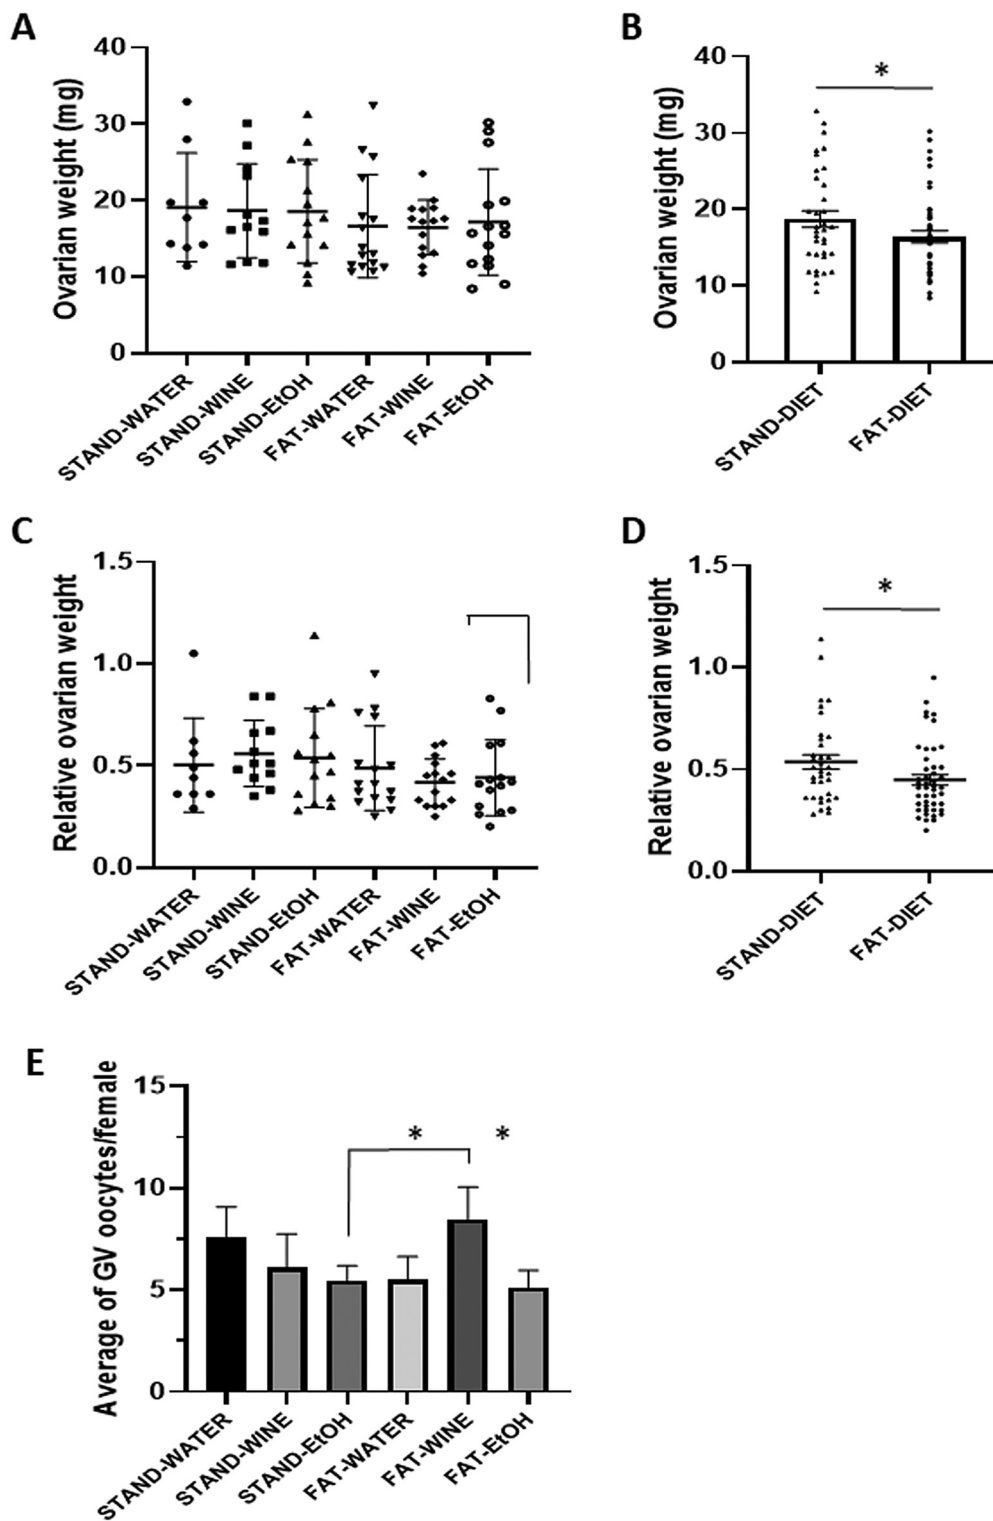 A
Ovarian weight (mg)
40
30
20
10
0
STAND-WATER
STAND-WINE
STAND-EtOH
FAT-WATER
FAT-WINE
FAT-EtOH
B
Ovarian weight (mg)
40
30
20
10
0
*
STAND-DIET
FAT-DIET
C
Relative ovarian weight
1.5
1.0
0.5
0.0
STAND-WATER
STAND-WINE
STAND-EtOH
FAT-WATER
FAT-WINE
FAT-EtOH
D
Relative ovarian weight
1.5
1.0
0.5
0.0
*
STAND-DIET
FAT-DIET
E
Average of GV oocytes/female
15
10
5
0
* *
STAND-WATER
STAND-WINE
STAND-EtOH
FAT-WATER
FAT-WINE
FAT-EtOH